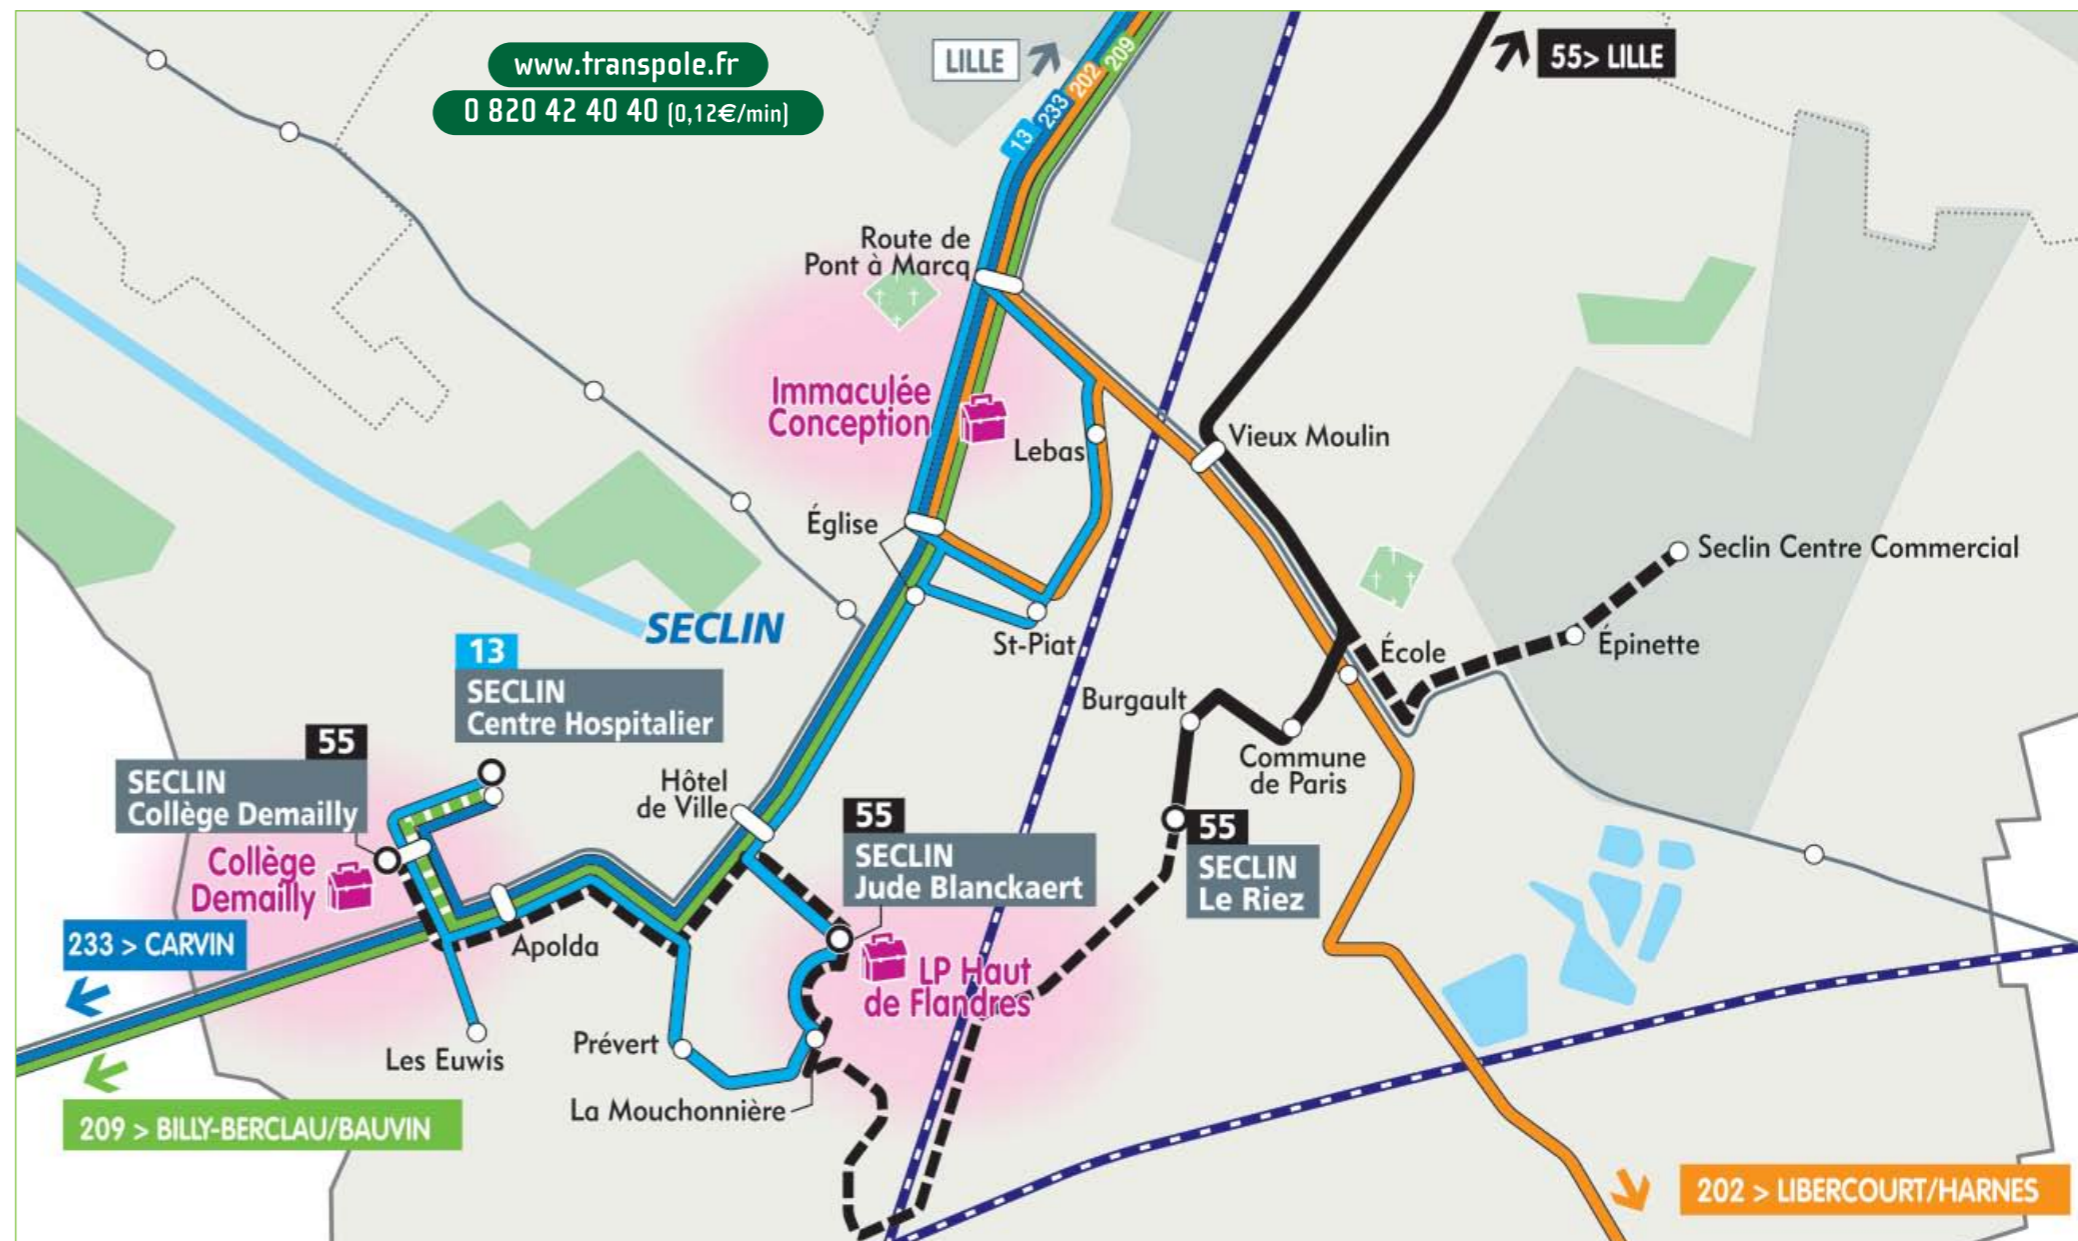 www.transpole.fr
0 820 42 40 40 (0,12€/min)
LILLE
13
233
202
209
55> LILLE
Route de
Pont à Marcq
Immaculée
Conception
Lebas
Vieux Moulin
Église
Seclin Centre Commercial
SECLIN
St-Piat
École
Épinette
13
SECLIN
Centre Hospitalier
Burgault
Commune
de Paris
55
SECLIN
Collège Demailly
Hôtel
de Ville
55
SECLIN
Jude Blanckaert
55
SECLIN
Le Riez
Collège
Demailly
233 > CARVIN
Apolda
LP Haut
de Flandres
Les Euwis
Prévert
La Mouchonnière
209 > BILLY-BERCLAU/BAUVIN
202 > LIBERCOURT/HARNES